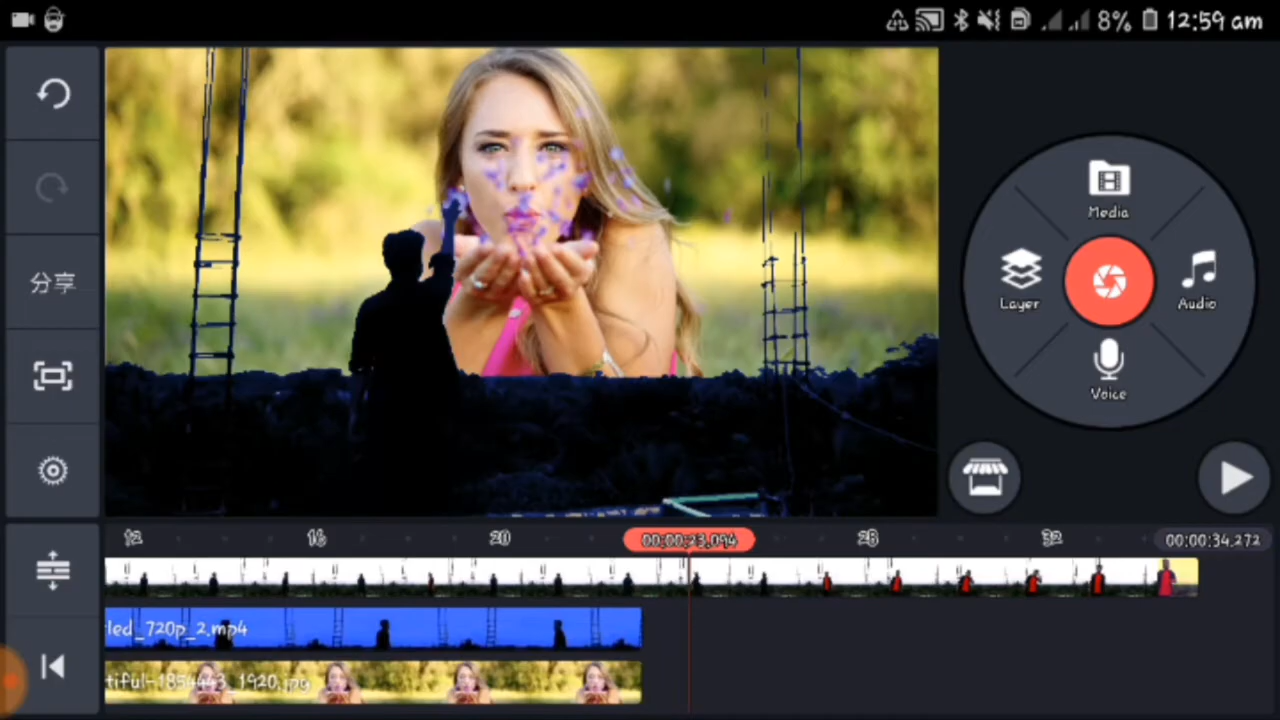 8% 12:59 am
分享
Media
Layer
Audio
Voice
12
16
20
00:00:23.094
28
32
00:00:34.272
led_720p_2.mp4
tiful-1854443_1920.jpg